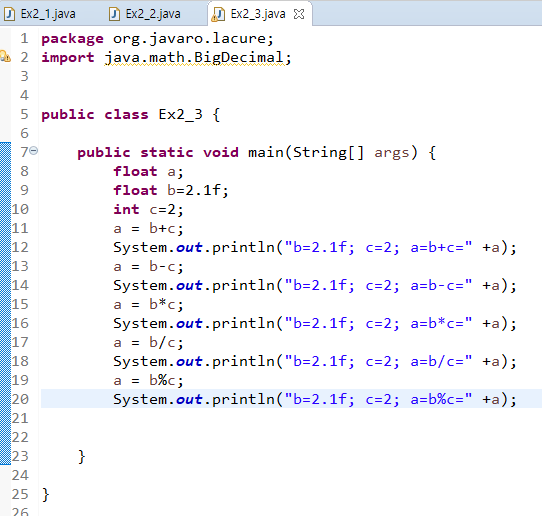 Ex2_1.java Ex2_2.java Ex2_3.java
1 package org.javaro.lacure;
2 import java.math.BigDecimal;
3
4
5 public class Ex2_3 {
6
7 public static void main(String[] args) {
8 float a;
9 float b=2.1f;
10 int c=2;
11 a = b+c;
12 System.out.println("b=2.1f; c=2; a=b+c=" +a);
13 a = b-c;
14 System.out.println("b=2.1f; c=2; a=b-c=" +a);
15 a = b*c;
16 System.out.println("b=2.1f; c=2; a=b*c=" +a);
17 a = b/c;
18 System.out.println("b=2.1f; c=2; a=b/c=" +a);
19 a = b%c;
20 System.out.println("b=2.1f; c=2; a=b%c=" +a);
21
22
23 }
24
25 }
26